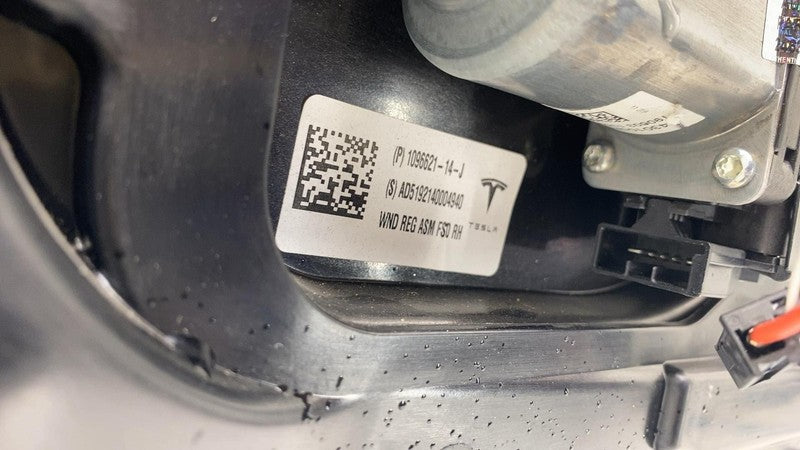 (P) 1096621-14-J
(S) AD5192140004940
WND REG ASM FSD RH
TESLA